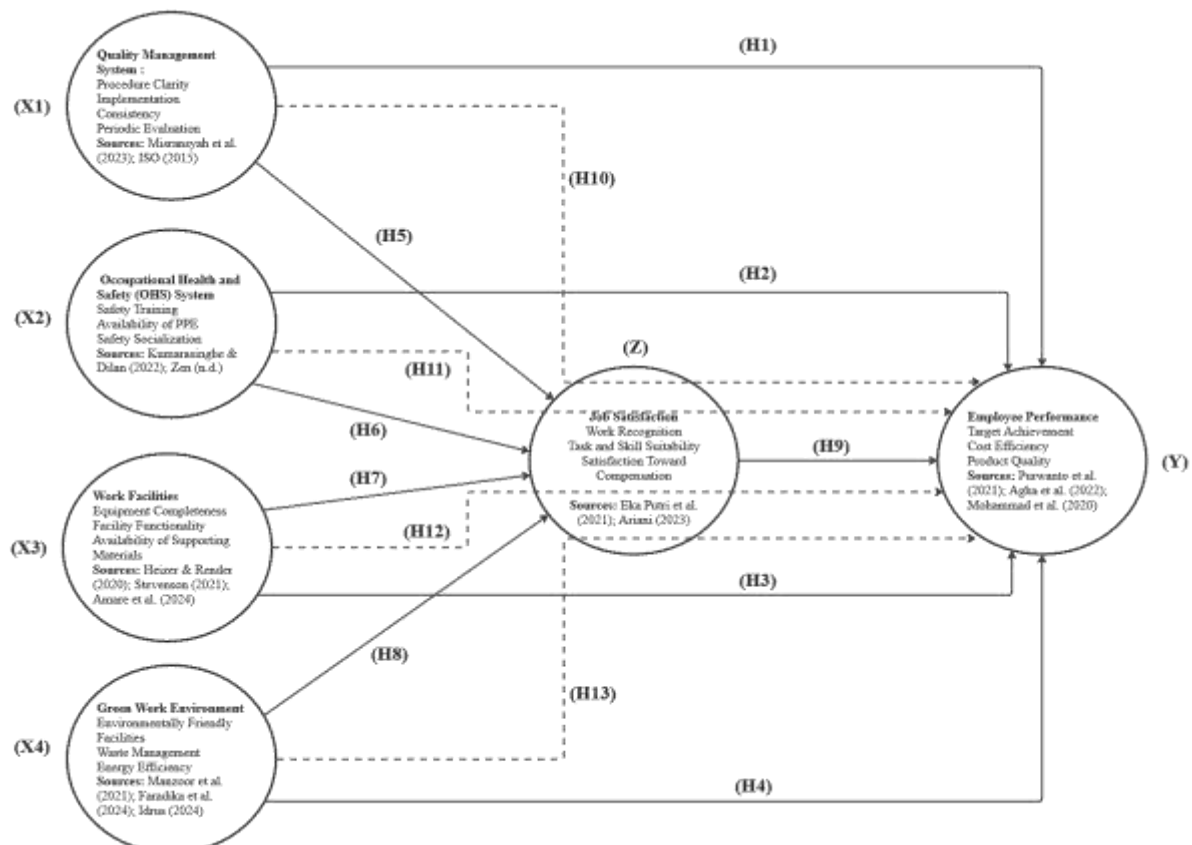 (H1)
Quality Management
System :
Procedure Clarity
Implementation
Consistency
Periodic Evaluation
Sources: Misransyah et al.
(2023); ISO (2015)
(X1)
(H10)
(H5)
(H2)
Occupational Health and
Safety (OHS) System
Safety Training
Availability of PPE
Safety Socialization
Sources: Kumarasinghe &
Dilan (2022); Zen (n.d.)
(X2)
(Z)
(H11)
(H6)
Job Satisfaction
Work Recognition
Task and Skill Suitability
Satisfaction Toward
Compensation
Sources: Eka Putri et al.
(2021); Ariani (2023)
(H9)
Employee Performance
Target Achievement
Cost Efficiency
Product Quality
Sources: Purwanto et al.
(2021); Agha et al. (2022);
Mohammad et al. (2020)
(Y)
(H7)
Work Facilities
Equipment Completeness
Facility Functionality
Availability of Supporting
Materials
Sources: Heizer & Render
(2020); Stevenson (2021);
Amare et al. (2024)
(X3)
(H12)
(H3)
(H8)
(H13)
Green Work Environment
Environmentally Friendly
Facilities
Waste Management
Energy Efficiency
Sources: Manzoor et al.
(2021); Faradika et al.
(2024); Idrus (2024)
(X4)
(H4)